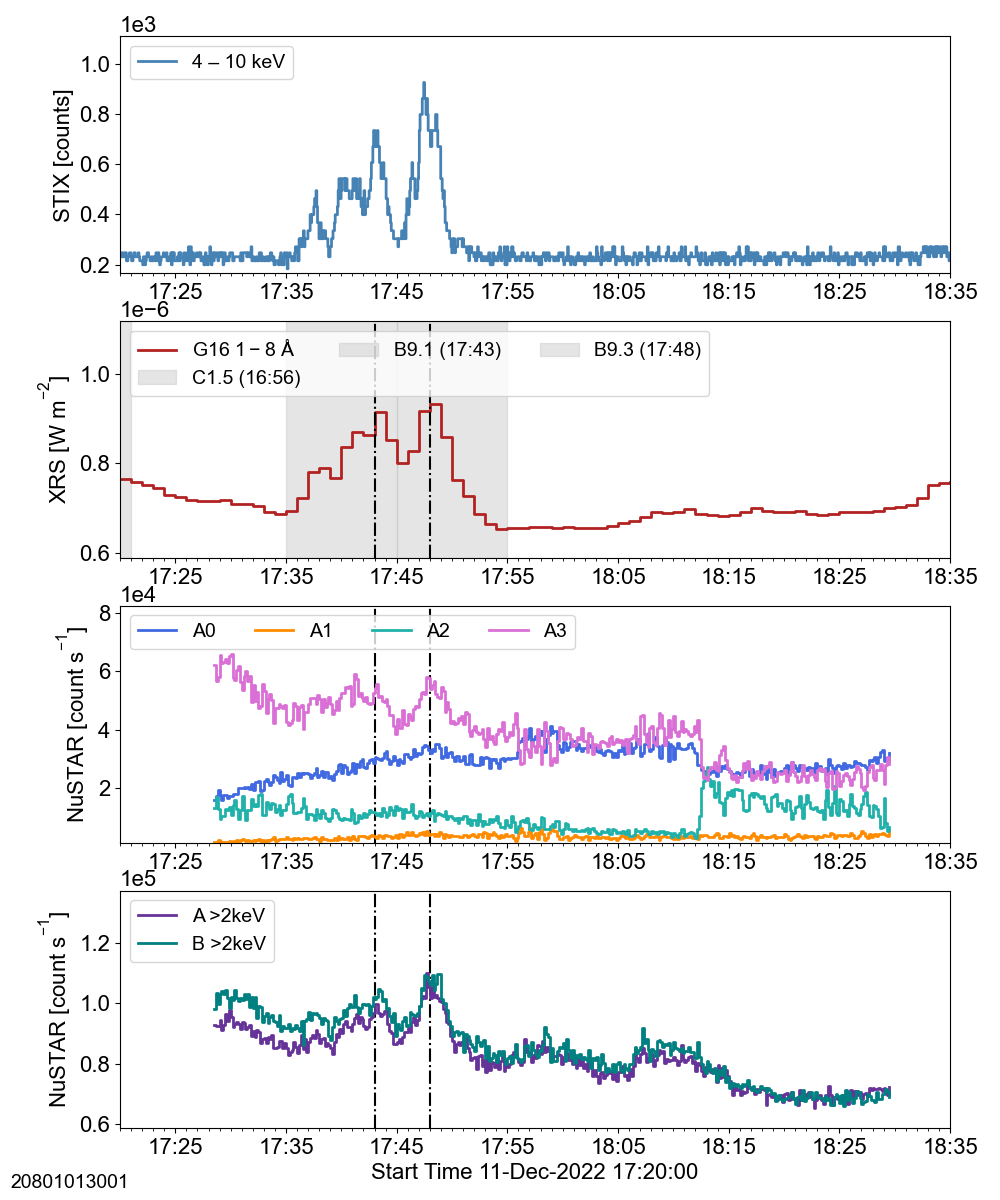 1e3
4 – 10 keV
STIX [counts]
1.0
0.8
0.6
0.4
0.2
17:25 17:35 17:45 17:55 18:05 18:15 18:25 18:35
1e−6
G16 1 – 8 Å B9.1 (17:43) B9.3 (17:48)
C1.5 (16:56)
XRS [W m⁻²]
1.0
0.8
0.6
17:25 17:35 17:45 17:55 18:05 18:15 18:25 18:35
1e4
A0 A1 A2 A3
NuSTAR [count s⁻¹]
8
6
4
2
17:25 17:35 17:45 17:55 18:05 18:15 18:25 18:35
1e5
A >2keV
B >2keV
NuSTAR [count s⁻¹]
1.2
1.0
0.8
0.6
17:25 17:35 17:45 17:55 18:05 18:15 18:25 18:35
Start Time 11-Dec-2022 17:20:00
20801013001